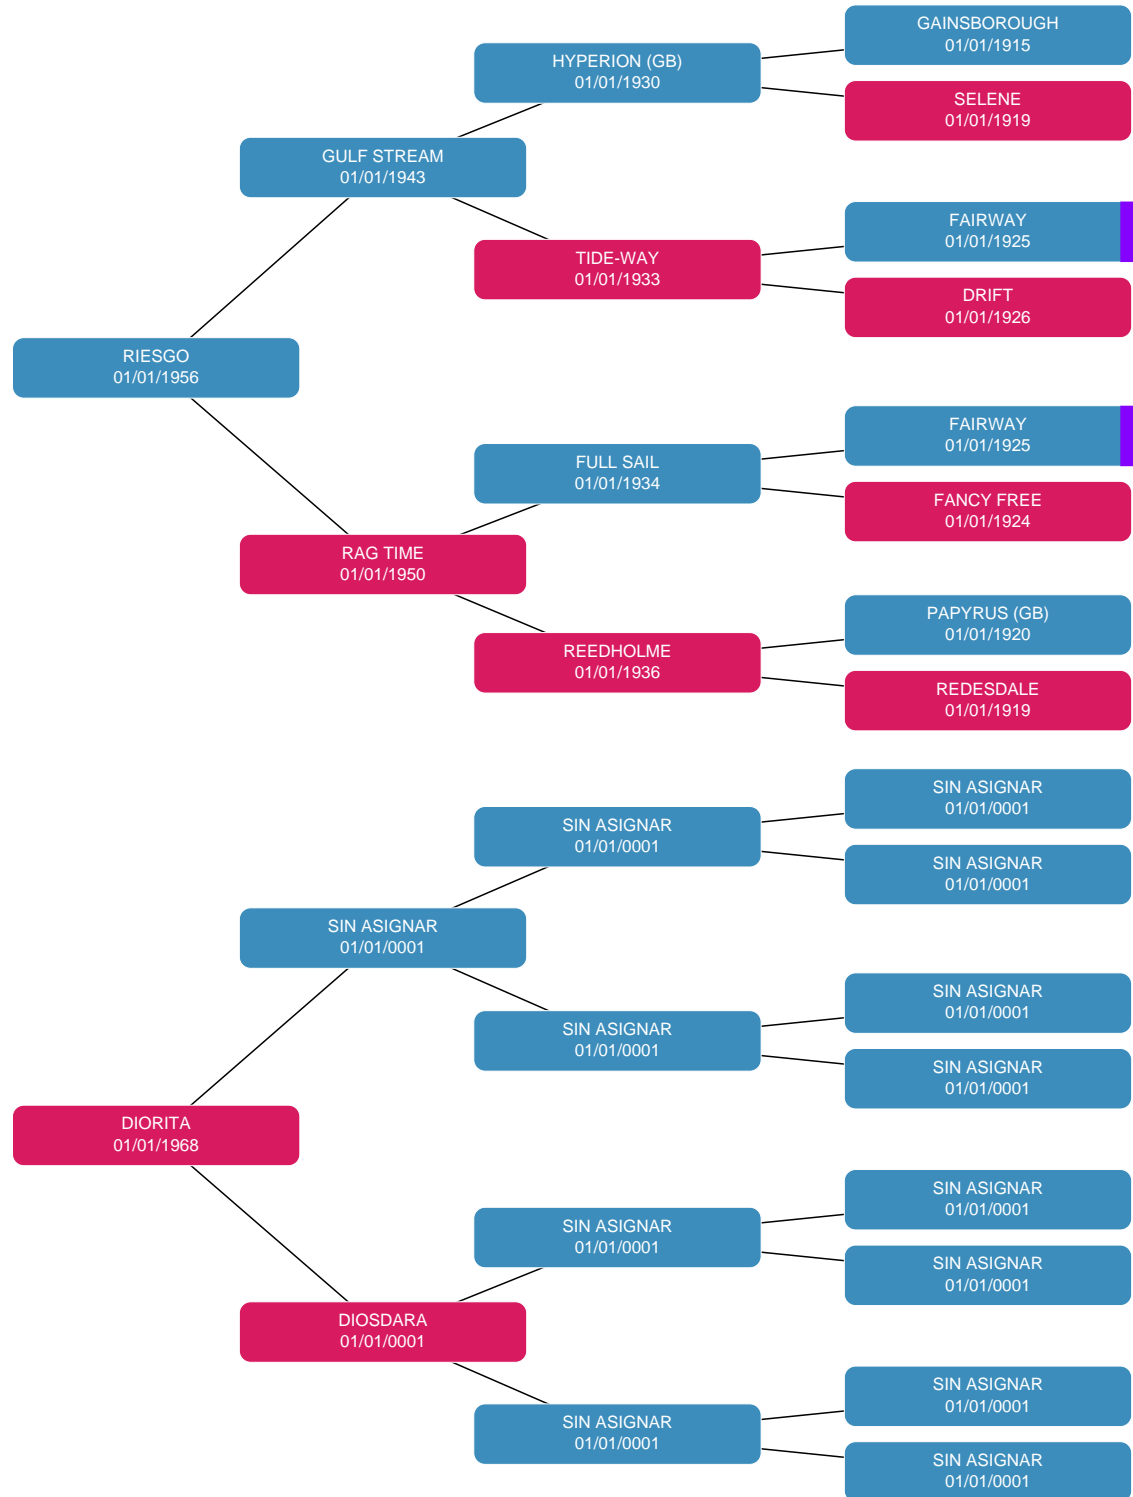 GAINSBOROUGH
01/01/1915
HYPERION (GB)
01/01/1930
SELENE
01/01/1919
GULF STREAM
01/01/1943
FAIRWAY
01/01/1925
TIDE-WAY
01/01/1933
DRIFT
01/01/1926
RIESGO
01/01/1956
FAIRWAY
01/01/1925
FULL SAIL
01/01/1934
FANCY FREE
01/01/1924
RAG TIME
01/01/1950
PAPYRUS (GB)
01/01/1920
REEDHOLME
01/01/1936
REDESDALE
01/01/1919
SIN ASIGNAR
01/01/0001
SIN ASIGNAR
01/01/0001
SIN ASIGNAR
01/01/0001
SIN ASIGNAR
01/01/0001
SIN ASIGNAR
01/01/0001
SIN ASIGNAR
01/01/0001
SIN ASIGNAR
01/01/0001
DIORITA
01/01/1968
SIN ASIGNAR
01/01/0001
SIN ASIGNAR
01/01/0001
SIN ASIGNAR
01/01/0001
DIOSDARA
01/01/0001
SIN ASIGNAR
01/01/0001
SIN ASIGNAR
01/01/0001
SIN ASIGNAR
01/01/0001